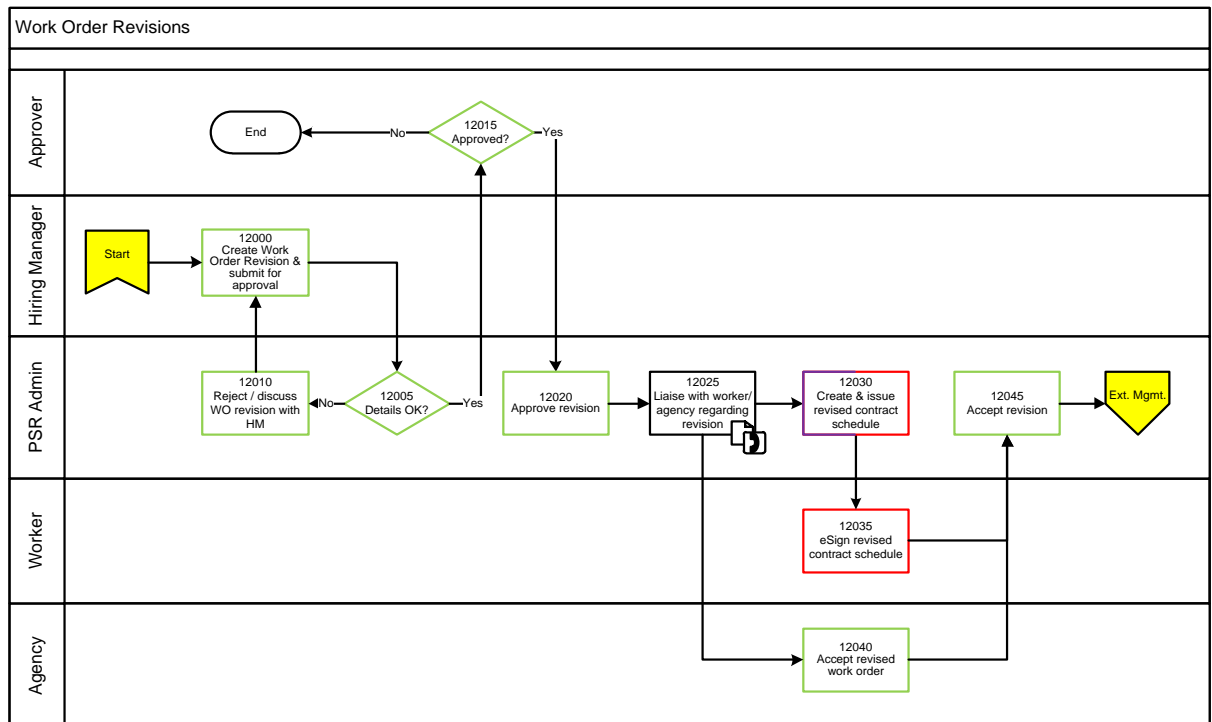 Work Order Revisions
Approver
End
No
12015
Approved?
Yes
Hiring Manager
Start
12000
Create Work
Order Revision &
submit for
approval
PSR Admin
12010
Reject / discuss
WO revision with
HM
No
12005
Details OK?
Yes
12020
Approve revision
12025
Liaise with worker/
agency regarding
revision
12030
Create & issue
revised contract
schedule
12045
Accept revision
Ext. Mgmt.
Worker
12035
eSign revised
contract schedule
Agency
12040
Accept revised
work order